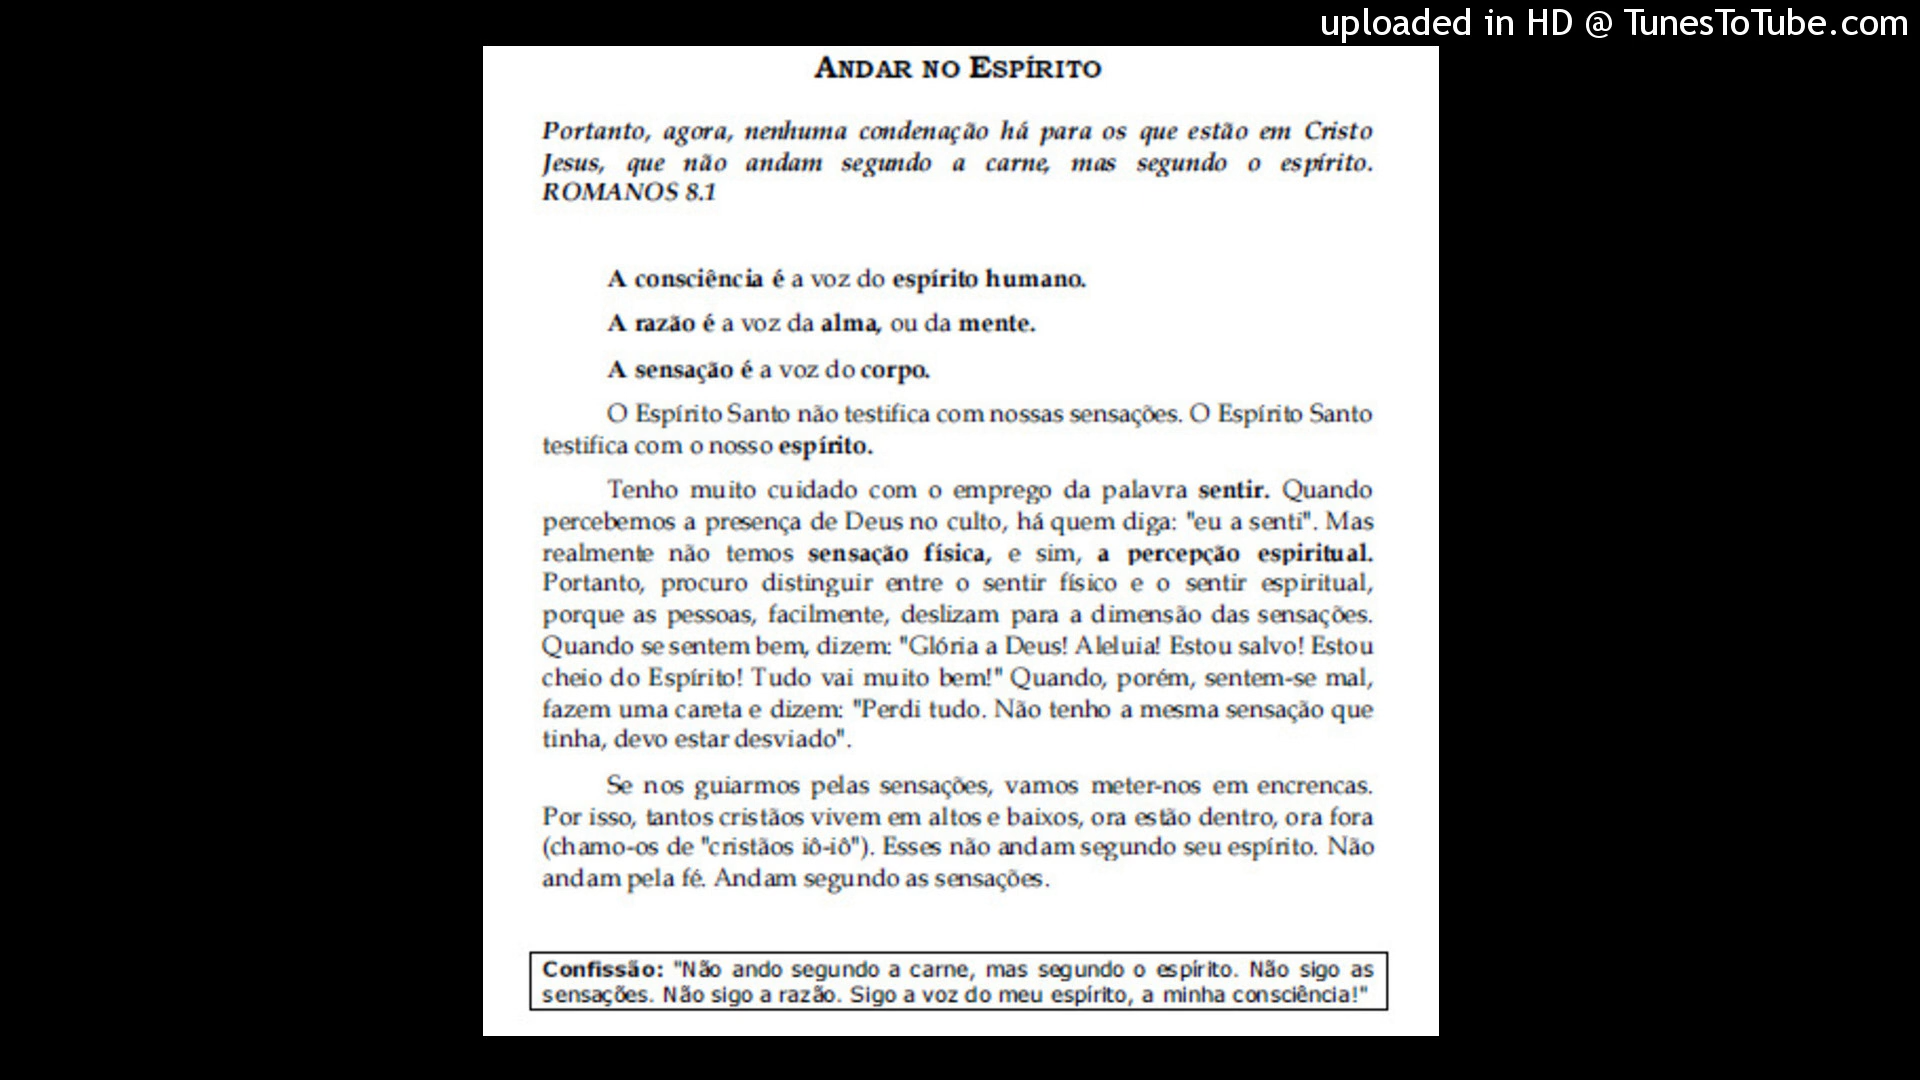 uploaded in HD @ TunesToTube.com
ANDAR NO ESPÍRITO
Portanto, agora, nenhuma condenação há para os que estão em Cristo
Jesus, que não andam segundo a carne, mas segundo o espírito.
ROMANOS 8.1
A consciência é a voz do espírito humano.
A razão é a voz da alma, ou da mente.
A sensação é a voz do corpo.
O Espírito Santo não testifica com nossas sensações. O Espírito Santo
testifica com o nosso espírito.
Tenho muito cuidado com o emprego da palavra sentir. Quando
percebemos a presença de Deus no culto, há quem diga: "eu a senti". Mas
realmente não temos sensação física, e sim, a percepção espiritual.
Portanto, procuro distinguir entre o sentir físico e o sentir espiritual,
porque as pessoas, facilmente, deslizam para a dimensão das sensações.
Quando se sentem bem, dizem: "Glória a Deus! Aleluia! Estou salvo! Estou
cheio do Espírito! Tudo vai muito bem!" Quando, porém, sentem-se mal,
fazem uma careta e dizem: "Perdi tudo. Não tenho a mesma sensação que
tinha, devo estar desviado".
Se nos guiarmos pelas sensações, vamos meter-nos em encrencas.
Por isso, tantos cristãos vivem em altos e baixos, ora estão dentro, ora fora
(chamo-os de "cristãos iô-iô"). Esses não andam segundo seu espírito. Não
andam pela fé. Andam segundo as sensações.
Confissão: "Não ando segundo a carne, mas segundo o espírito. Não sigo as
sensações. Não sigo a razão. Sigo a voz do meu espírito, a minha consciência!"